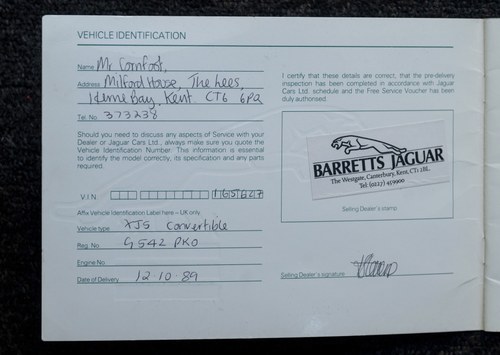 VEHICLE IDENTIFICATION
Name Mr Comfoot,
Address Milford House, The Lees,
Herne Bay, Kent CT6 6PQ
Tel. No. 373238
Should you need to discuss any aspects of Service with your
Dealer or Jaguar Cars Ltd., always make sure you quote the
Vehicle Identification Number. This information is essential
to identify the model correctly, its specification and any parts
required.
V.I.N.
Affix Vehicle Identification Label here – UK only.
Vehicle type XJS Convertible
Reg. No. G542 PKO
Engine No.
Date of Delivery 12.10.89
I certify that these details are correct, that the pre-delivery
inspection has been completed in accordance with Jaguar
Cars Ltd. schedule and the Free Service Voucher has been
duly authorised.
BARRETTS JAGUAR
The Westgate, Canterbury, Kent, CT1 1BL.
Tel: (0227) 459900
Selling Dealer's stamp.
Selling Dealer's signature